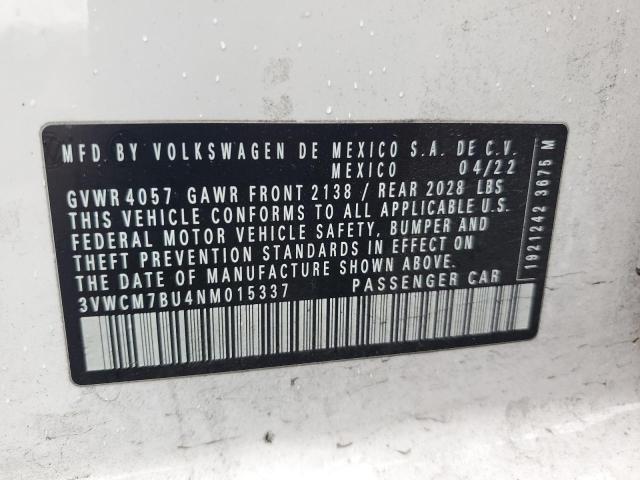 MFD. BY VOLKSWAGEN DE MEXICO S.A. DE C.V.
MEXICO 04/22
GVWR 4057 GAWR FRONT 2138 / REAR 2028 LBS
THIS VEHICLE CONFORMS TO ALL APPLICABLE U.S.
FEDERAL MOTOR VEHICLE SAFETY, BUMPER AND
THEFT PREVENTION STANDARDS IN EFFECT ON
THE DATE OF MANUFACTURE SHOWN ABOVE.
3VWCM7BU4NM015337 PASSENGER CAR
1921242 3675 M